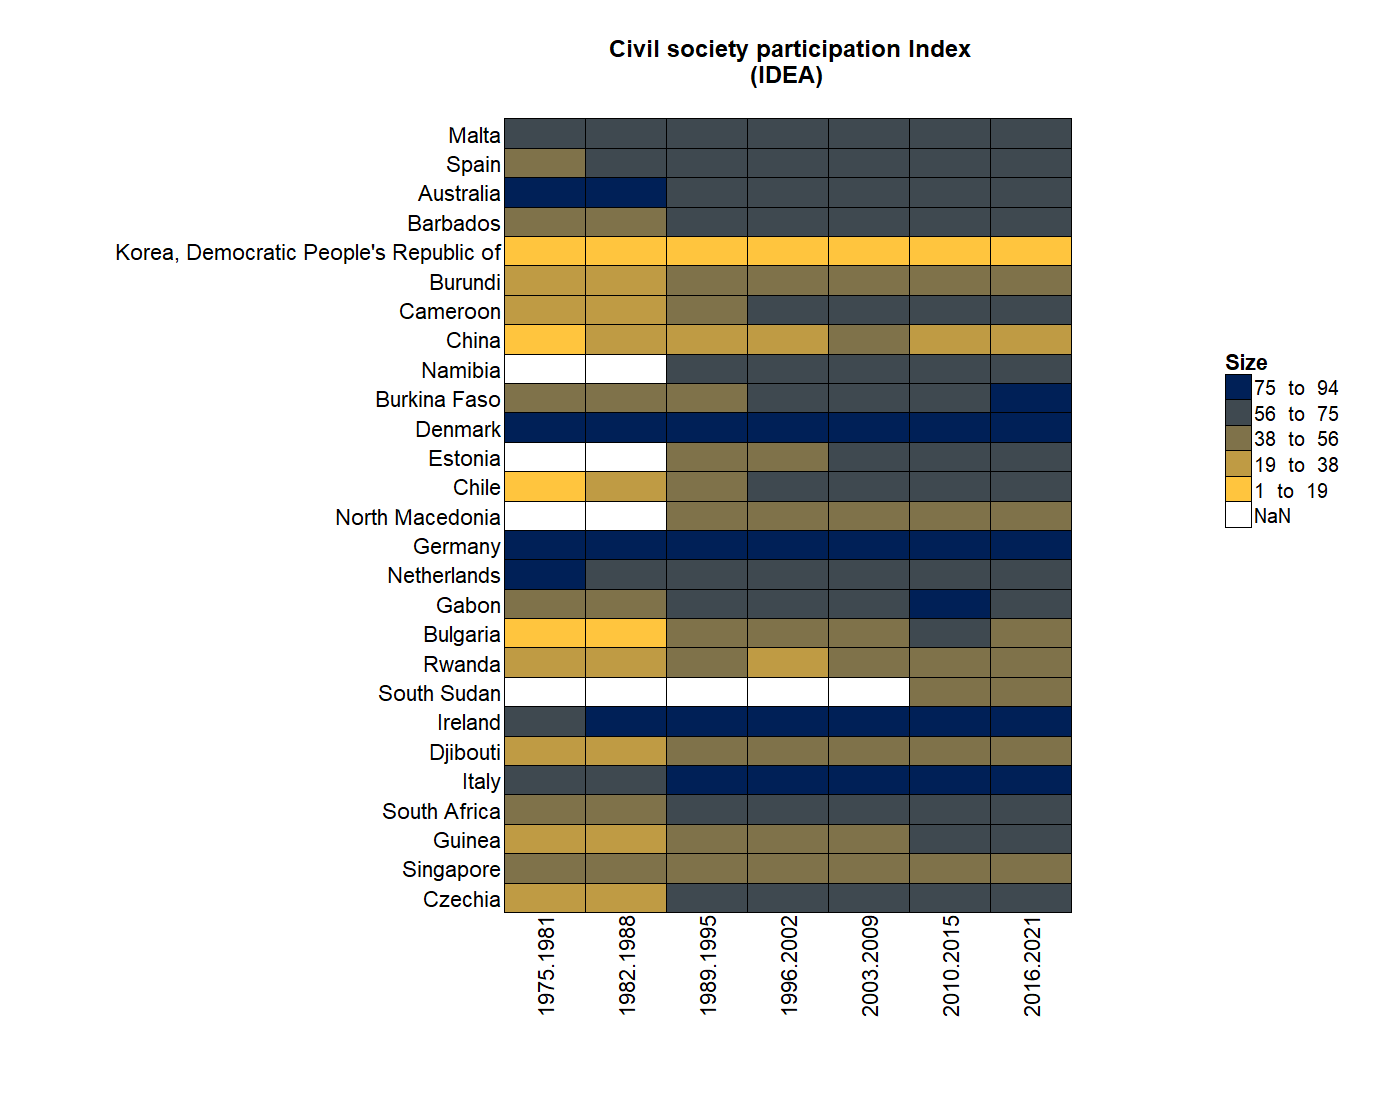 Civil society participation Index
(IDEA)
Malta
Spain
Australia
Barbados
Korea, Democratic People's Republic of
Burundi
Cameroon
China
Namibia
Burkina Faso
Denmark
Estonia
Chile
North Macedonia
Germany
Netherlands
Gabon
Bulgaria
Rwanda
South Sudan
Ireland
Djibouti
Italy
South Africa
Guinea
Singapore
Czechia
1975.1981
1982.1988
1989.1995
1996.2002
2003.2009
2010.2015
2016.2021
Size
75 to 94
56 to 75
38 to 56
19 to 38
1 to 19
NaN